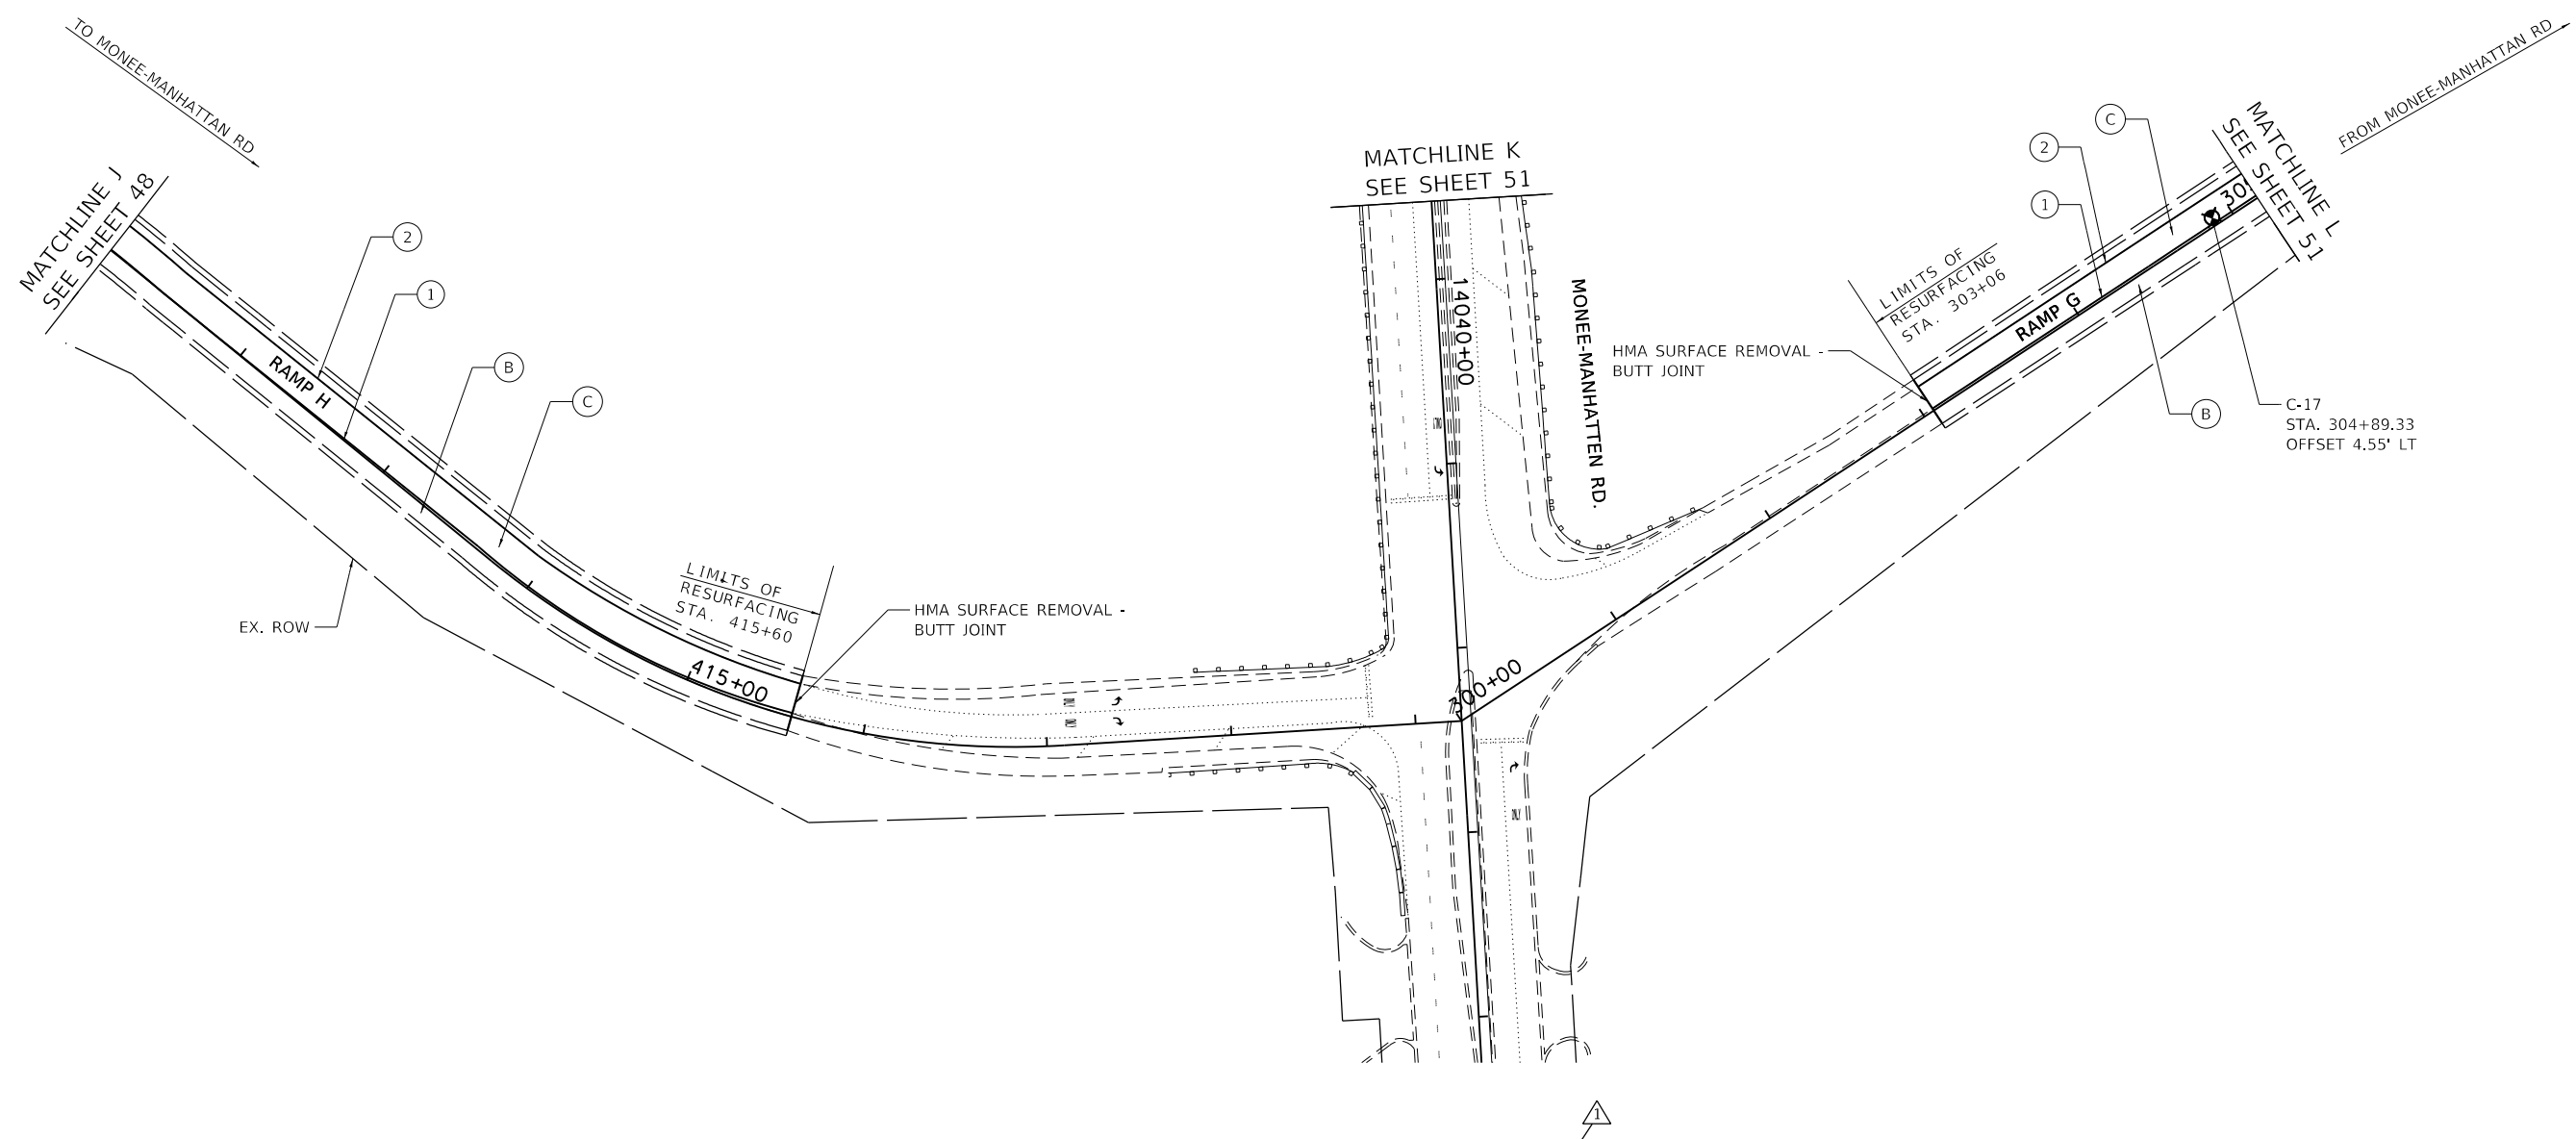 TO MONEE-MANHATTAN RD
FROM MONEE-MANHATTAN RD
MATCHLINE J
SEE SHEET 48
2
1
RAMP H
B
C
EX. ROW
LIMITS OF
RESURFACING
STA. 415+60
415+00
HMA SURFACE REMOVAL -
BUTT JOINT
MATCHLINE K
SEE SHEET 51
14040+00
MONEE-MANHATTEN RD.
300+00
HMA SURFACE REMOVAL -
BUTT JOINT
LIMITS OF
RESURFACING
STA. 303+06
RAMP G
C
2
1
B
MATCHLINE L
SEE SHEET 51
C-17
STA. 304+89.33
OFFSET 4.55' LT
1